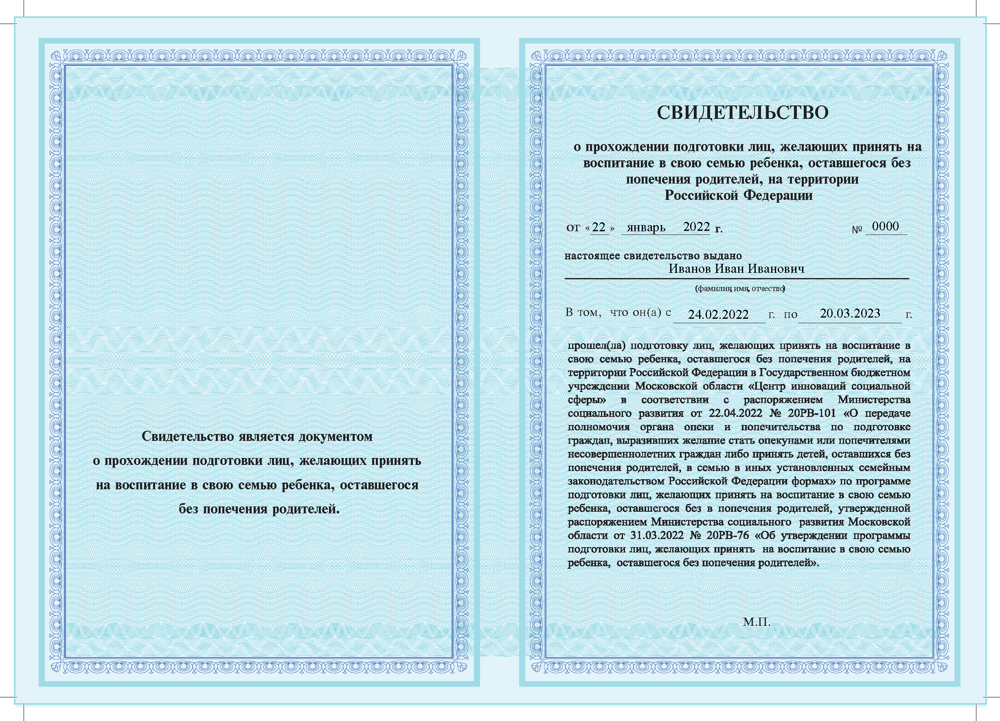 Свидетельство является документом
о прохождении подготовки лиц, желающих принять
на воспитание в свою семью ребенка, оставшегося
без попечения родителей.
СВИДЕТЕЛЬСТВО
о прохождении подготовки лиц, желающих принять на
воспитание в свою семью ребенка, оставшегося без
попечения родителей, на территории
Российской Федерации
от «22 » январь 2022 г. № 0000
настоящее свидетельство выдано
Иванов Иван Иванович
(фамилия, имя, отчество)
В том, что он(а) с 24.02.2022 г. по 20.03.2023 г.
прошел(ла) подготовку лиц, желающих принять на воспитание в
свою семью ребенка, оставшегося без попечения родителей, на
территории Российской Федерации в Государственном бюджетном
учреждении Московской области «Центр инноваций социальной
сферы» в соответствии с распоряжением Министерства
социального развития от 22.04.2022 № 20РВ-101 «О передаче
полномочия органа опеки и попечительства по подготовке
граждан, выразивших желание стать опекунами или попечителями
несовершеннолетних граждан либо принять детей, оставшихся без
попечения родителей, в семью в иных установленных семейным
законодательством Российской Федерации формах» по программе
подготовки лиц, желающих принять на воспитание в свою семью
ребенка, оставшегося без в попечения родителей, утвержденной
распоряжением Министерства социального развития Московской
области от 31.03.2022 № 20РВ-76 «Об утверждении программы
подготовки лиц, желающих принять на воспитание в свою семью
ребенка, оставшегося без попечения родителей».
М.П.